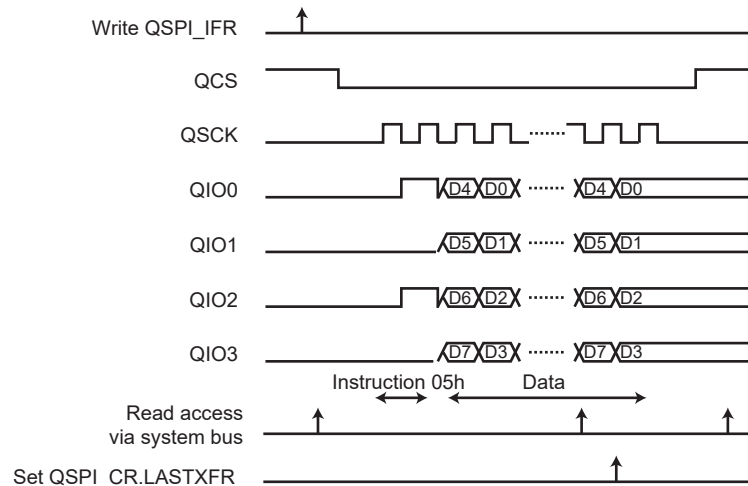 Write QSPI_IFR
QCS
QSCK
QIO0 D4 D0 D4 D0
QIO1 D5 D1 D5 D1
QIO2 D6 D2 D6 D2
QIO3 D7 D3 D7 D3
Instruction 05h Data
Read access
via system bus
Set QSPI_CR.LASTXFR